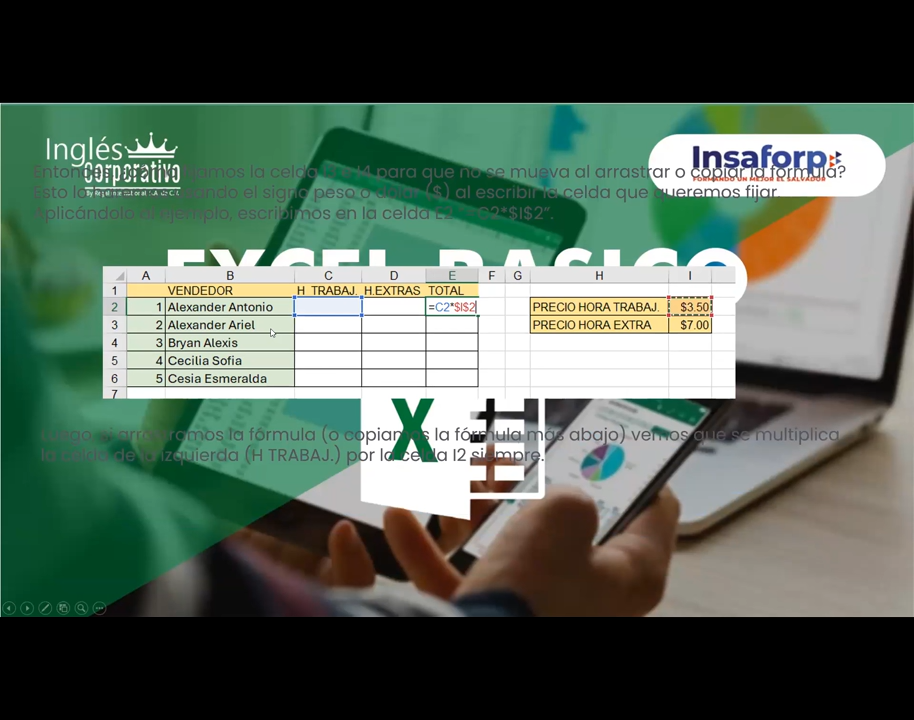 Inglés
corporativo
Insaforp
FORMANDO UN MEJOR EL SALVADOR
Entonces, ¿cómo fijamos la celda I3 e I4 para que no se mueva al arrastrar o copiar la fórmula?
Esto lo usando el signo peso o dólar ($) al escribir la celda que queremos fijar.
Aplicándolo al ejemplo, escribimos en la celda E2 "=C2*$I$2".
EXCEL BASICO
A B C D E F G H I
1 VENDEDOR H TRABAJ. H.EXTRAS TOTAL
2 1 Alexander Antonio =C2*$I$2 PRECIO HORA TRABAJ. $3.50
3 2 Alexander Ariel PRECIO HORA EXTRA $7.00
4 3 Bryan Alexis
5 4 Cecilia Sofia
6 5 Cesia Esmeralda
7
Luego, si arrastramos la fórmula (o copiamos la fórmula más abajo) vemos que se multiplica
la celda de la izquierda (H TRABAJ.) por la celda I2 siempre.
X